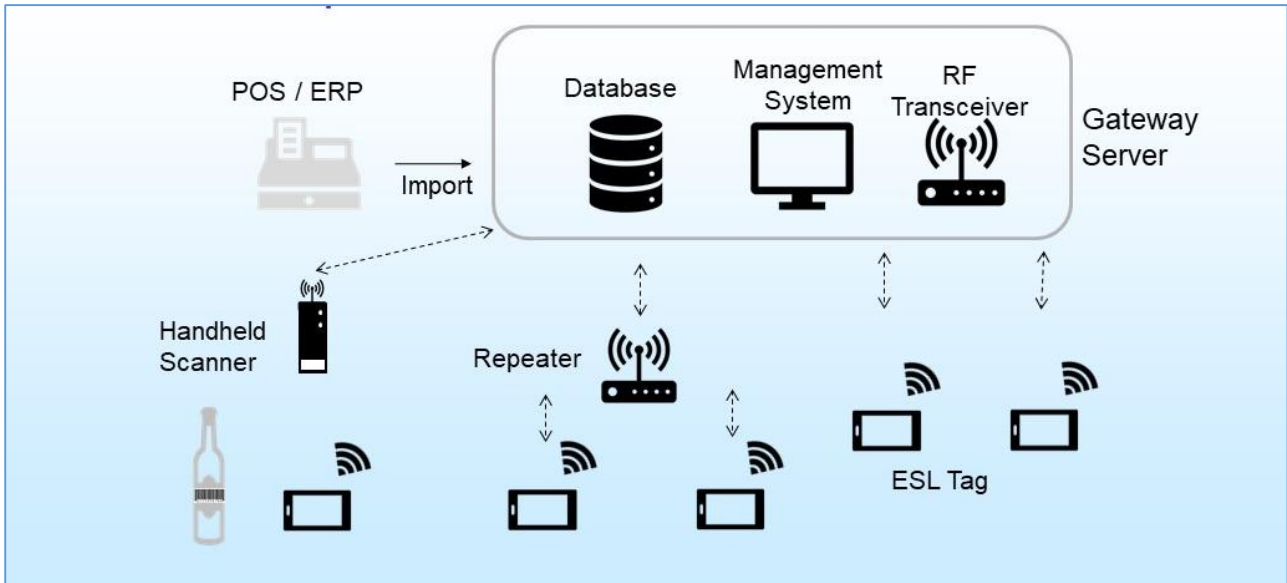 POS / ERP
Import
Database
Management
System
RF
Transceiver
Gateway
Server
Handheld
Scanner
Repeater
ESL Tag